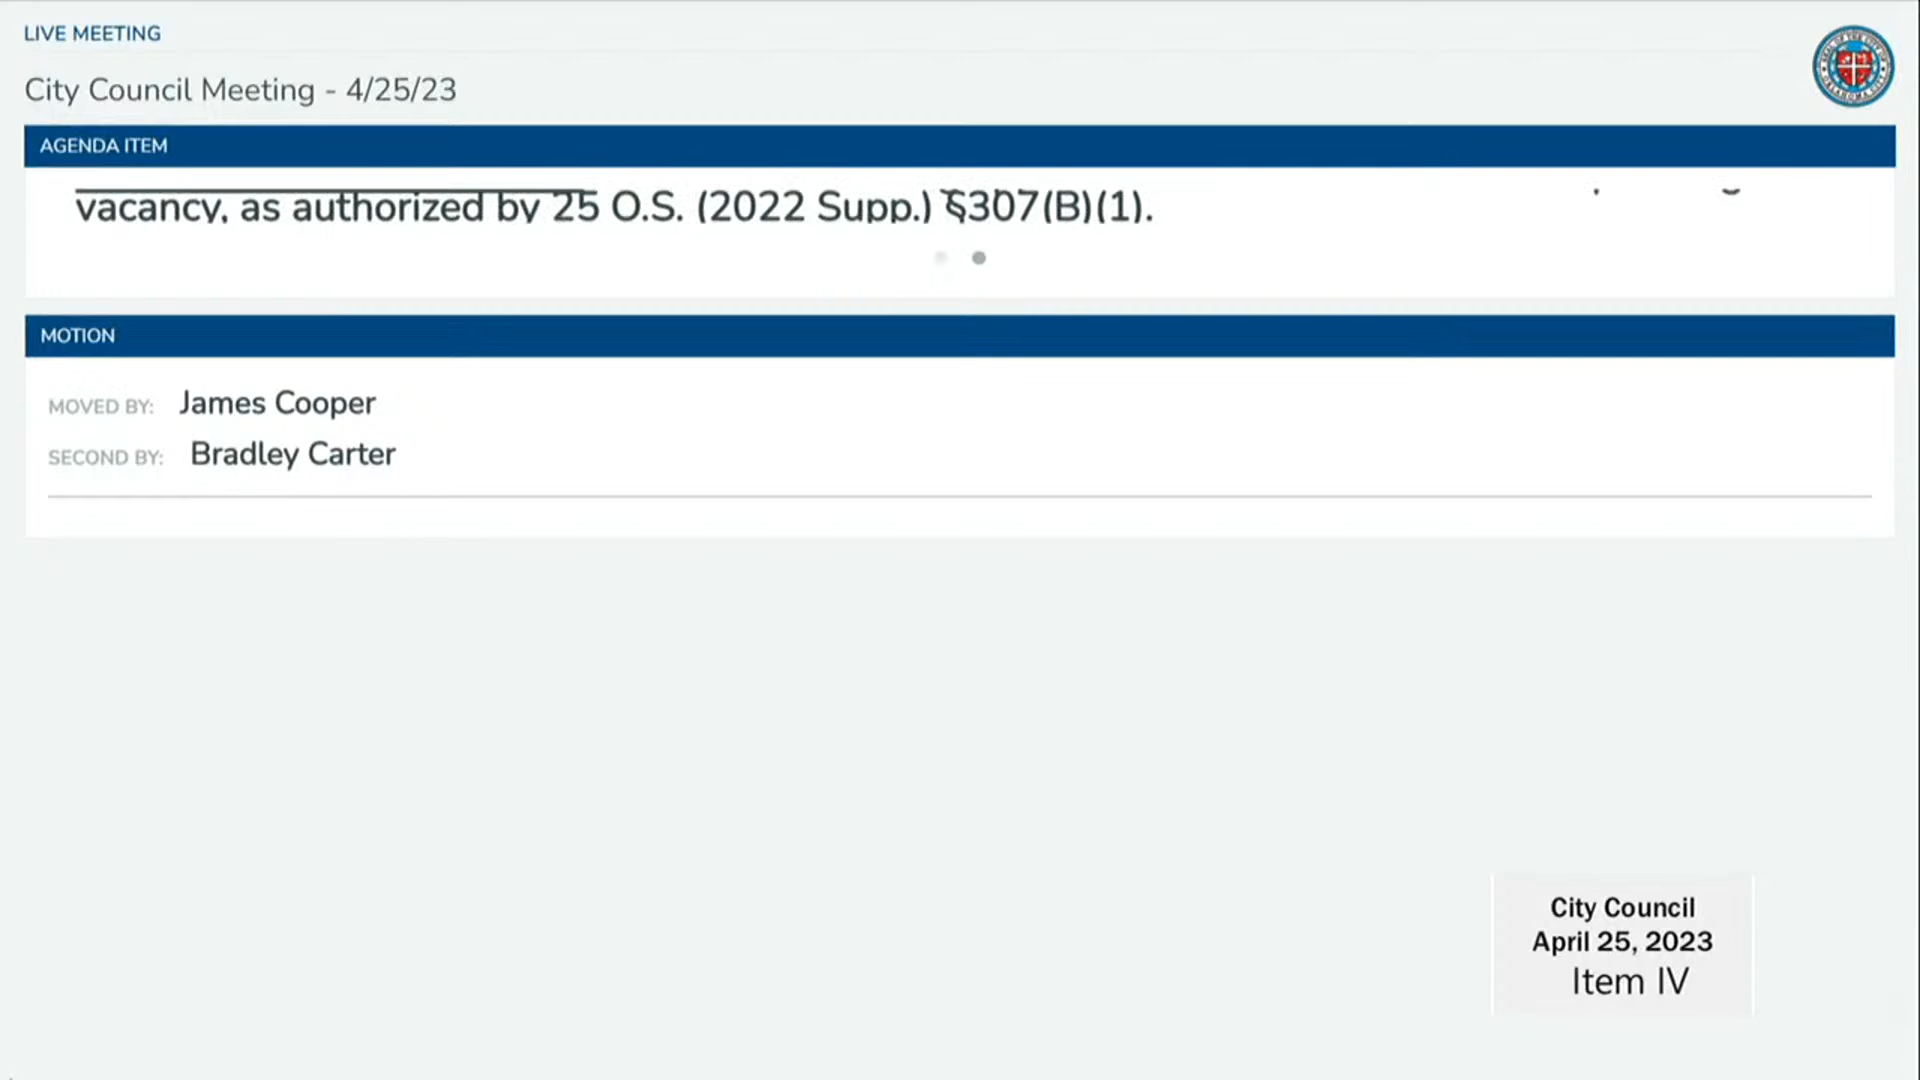 LIVE MEETING
City Council Meeting - 4/25/23
AGENDA ITEM
vacancy, as authorized by 25 O.S. (2022 Supp.) §307(B)(1).
MOTION
MOVED BY: James Cooper
SECOND BY: Bradley Carter
City Council
April 25, 2023
Item IV